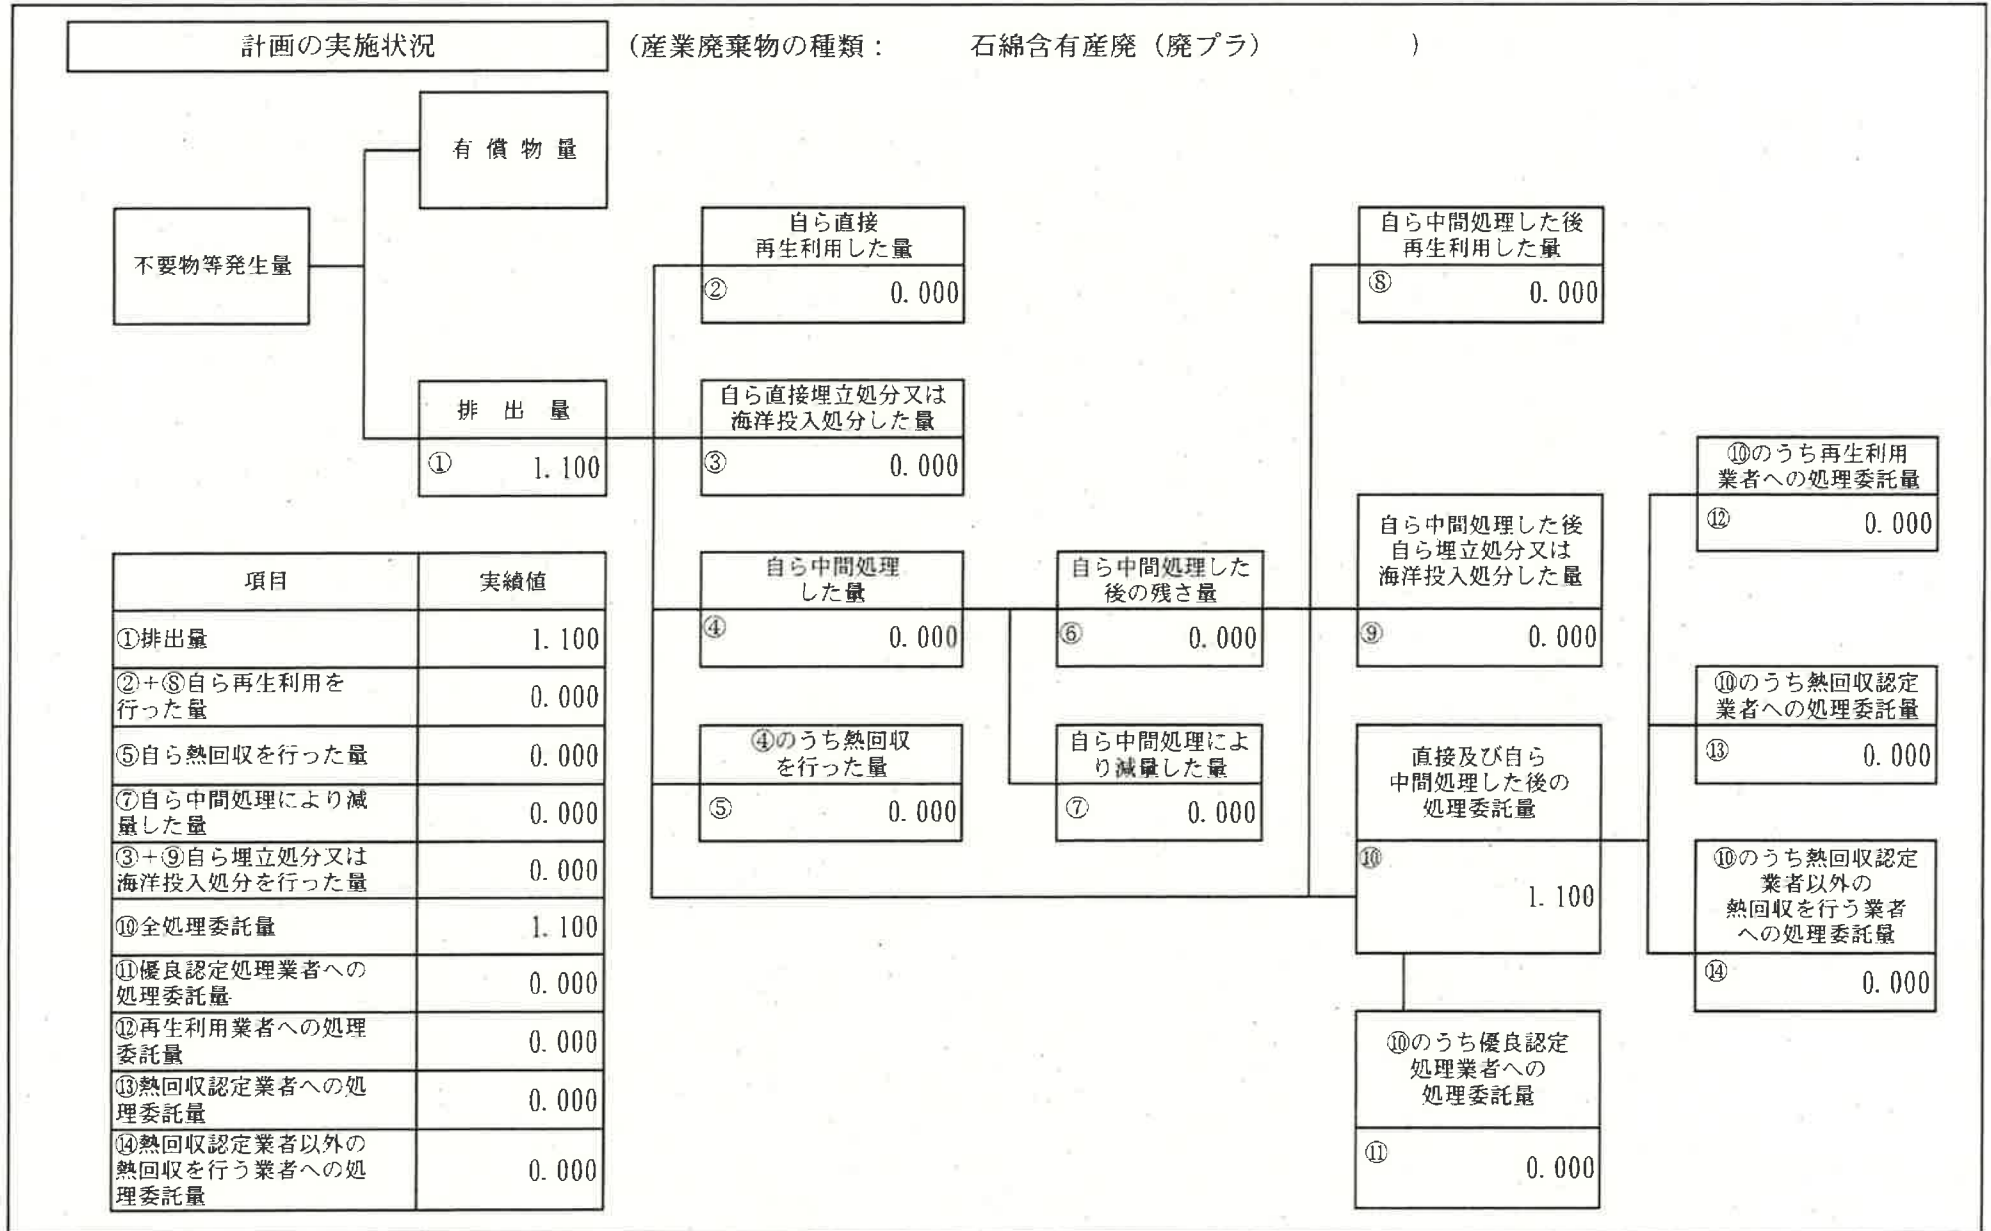 計画の実施状況
(産業廃棄物の種類： 石綿含有産廃（廃プラ） )
有 償 物 量
不要物等発生量
排 出 量
① 1.100
自ら直接
再生利用した量
② 0.000
自ら直接埋立処分又は
海洋投入処分した量
③ 0.000
自ら中間処理
した量
④ 0.000
④のうち熱回収
を行った量
⑤ 0.000
自ら中間処理した
後の残さ量
⑥ 0.000
自ら中間処理によ
り減量した量
⑦ 0.000
自ら中間処理した後
再生利用した量
⑧ 0.000
自ら中間処理した後
自ら埋立処分又は
海洋投入処分した量
⑨ 0.000
直接及び自ら
中間処理した後の
処理委託量
⑩
1.100
⑩のうち優良認定
処理業者への
処理委託量
⑪ 0.000
⑩のうち再生利用
業者への処理委託量
⑫ 0.000
⑩のうち熱回収認定
業者への処理委託量
⑬ 0.000
⑩のうち熱回収認定
業者以外の
熱回収を行う業者
への処理委託量
⑭ 0.000
項目 実績値
①排出量 1.100
②+⑧自ら再生利用を
行った量 0.000
⑤自ら熱回収を行った量 0.000
⑦自ら中間処理により減
量した量 0.000
③+⑨自ら埋立処分又は
海洋投入処分を行った量 0.000
⑩全処理委託量 1.100
⑪優良認定処理業者への
処理委託量 0.000
⑫再生利用業者への処理
委託量 0.000
⑬熱回収認定業者への処
理委託量 0.000
⑭熱回収認定業者以外の
熱回収を行う業者への処
理委託量 0.000